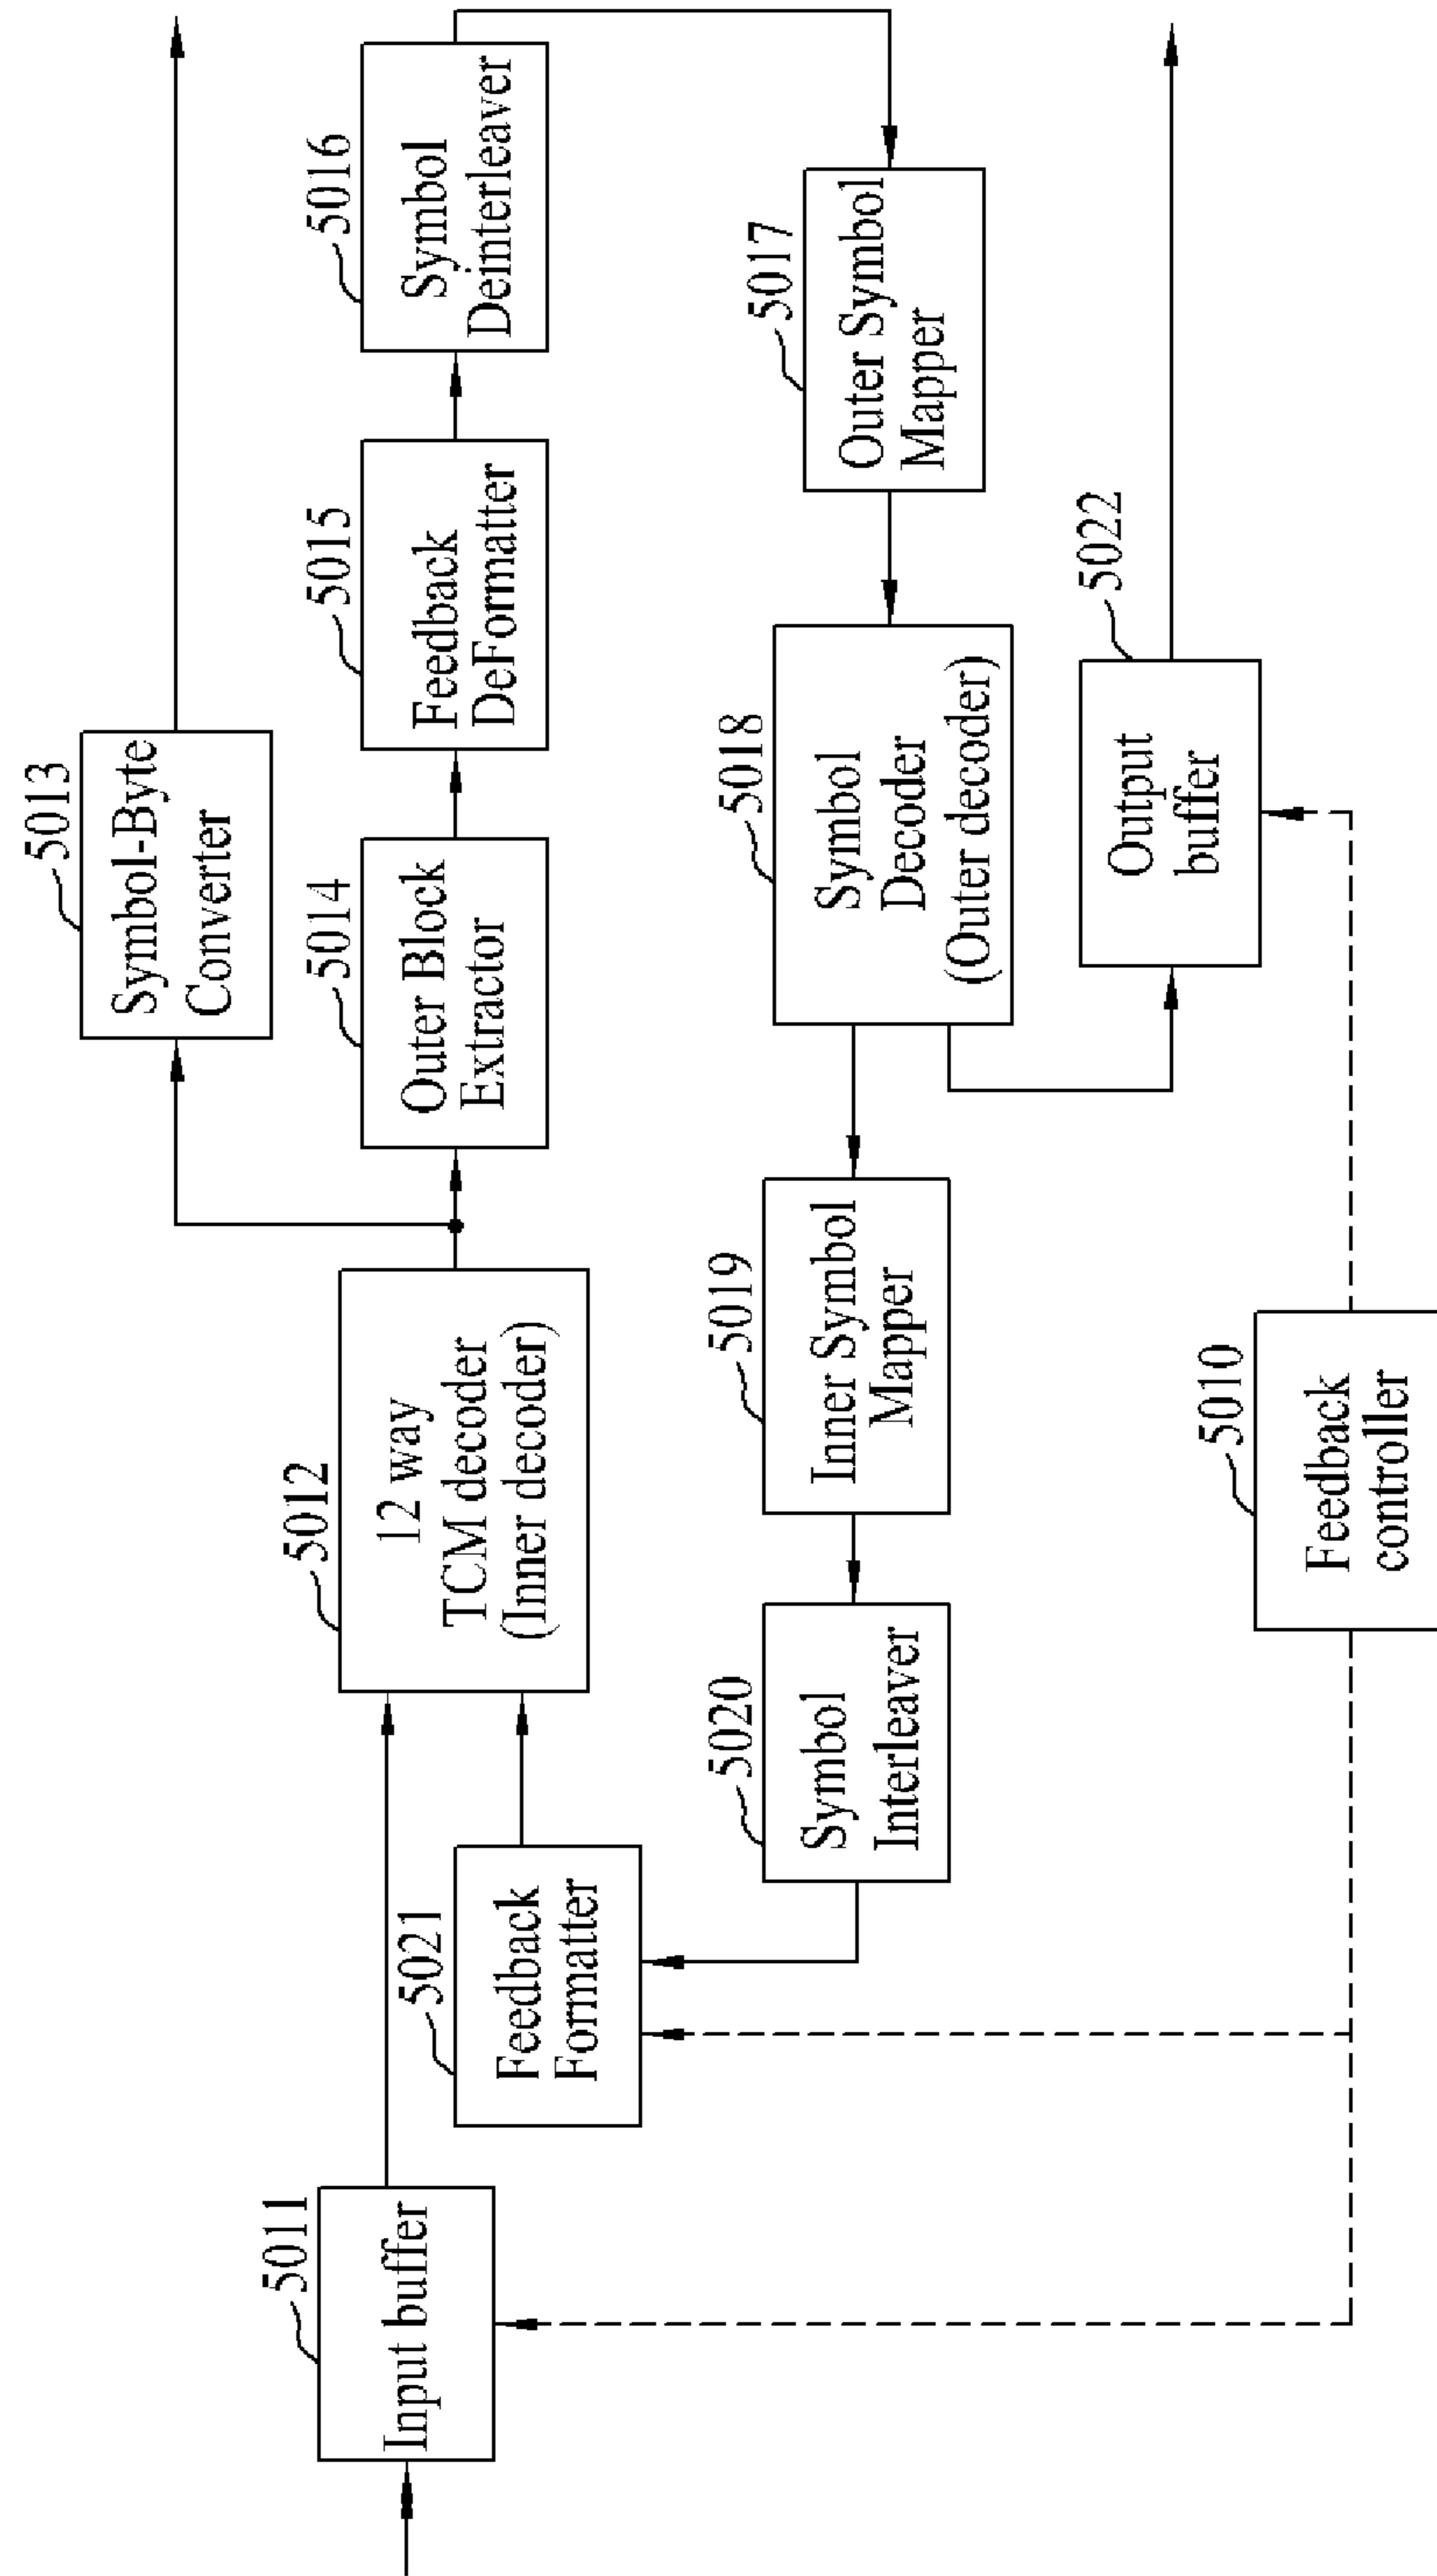 5011
Input buffer
5021
Feedback
Formatter
5012
12 way
TCM decoder
(Inner decoder)
5013
Symbol-Byte
Converter
5014
Outer Block
Extractor
5015
Feedback
DeFormatter
5016
Symbol
Deinterleaver
5020
Symbol
Interleaver
5019
Inner Symbol
Mapper
5018
Symbol
Decoder
(Outer decoder)
5017
Outer Symbol
Mapper
5022
Output
buffer
5010
Feedback
controller